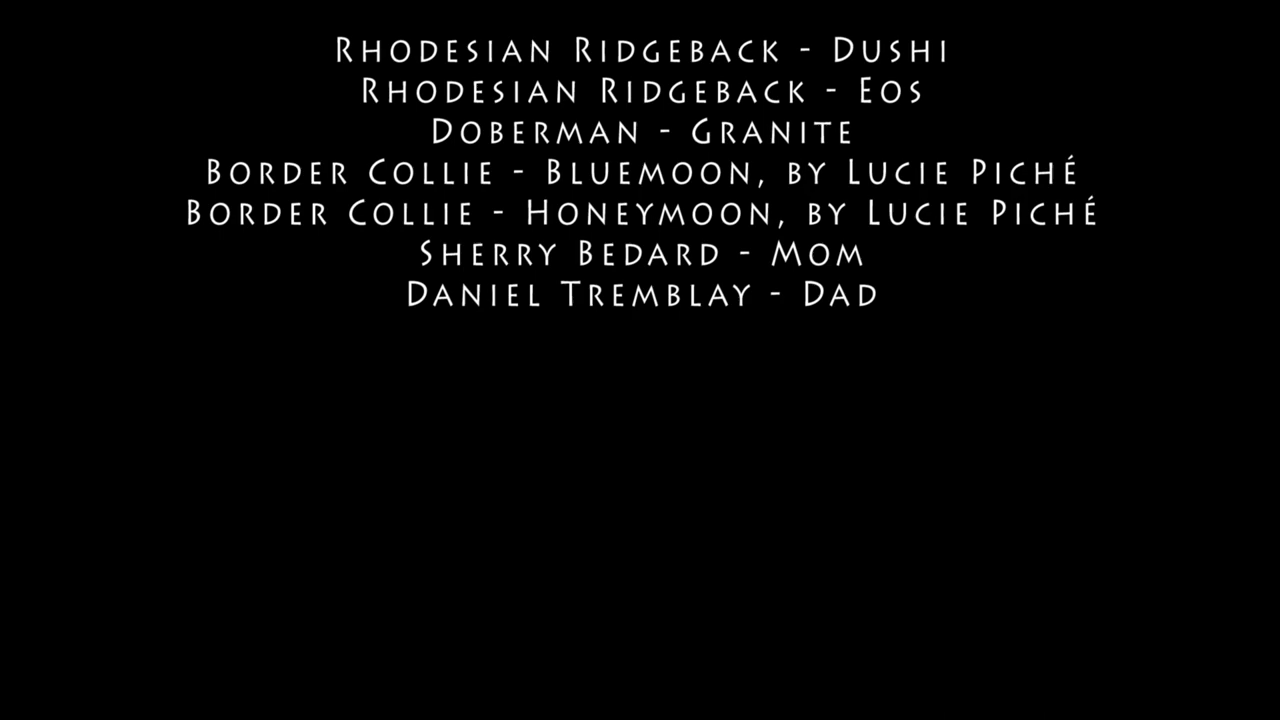 Rhodesian Ridgeback - Dushi
Rhodesian Ridgeback - Eos
Doberman - Granite
Border Collie - Bluemoon, by Lucie Piché
Border Collie - Honeymoon, by Lucie Piché
Sherry Bedard - Mom
Daniel Tremblay - Dad